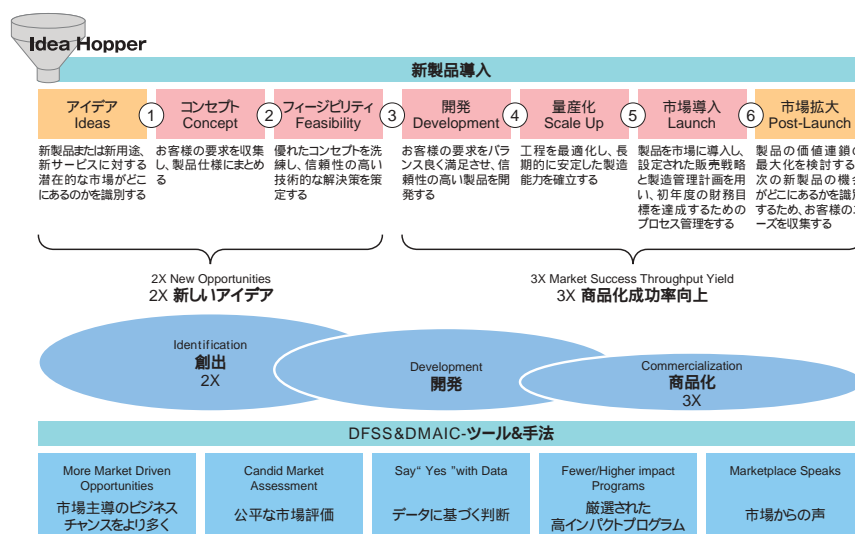 Idea Hopper
新製品導入
アイデア
Ideas
1
コンセプト
Concept
2
フィージビリティ
Feasibility
3
開発
Development
4
量産化
Scale Up
5
市場導入
Launch
6
市場拡大
Post-Launch
新製品または新用途、
新サービスに対する
潜在的な市場がどこ
にあるのかを識別する
お客様の要求を収集
し、製品仕様にまとめ
る
優れたコンセプトを洗
練し、信頼性の高い
技術的な解決策を策
定する
お客様の要求をバラ
ンス良く満足させ、信
頼性の高い製品を開
発する
工程を最適化し、長
期的に安定した製造
能力を確立する
製品を市場に導入し、
設定された販売戦略
と製造管理計画を用
い、初年度の財務目
標を達成するための
プロセス管理をする
製品の価値連鎖の
最大化を検討する
次の新製品の機会
がどこにあるかを識別
するため、お客様のニ
ーズを収集する
2X New Opportunities
2X 新しいアイデア
3X Market Success Throughput Yield
3X 商品化成功率向上
Identification
創出
2X
Development
開発
Commercialization
商品化
3X
DFSS&DMAIC-ツール&手法
More Market Driven
Opportunities
市場主導のビジネス
チャンスをより多く
Candid Market
Assessment
公平な市場評価
Say“ Yes ”with Data
データに基づく判断
Fewer/Higher impact
Programs
厳選された
高インパクトプログラム
Marketplace Speaks
市場からの声